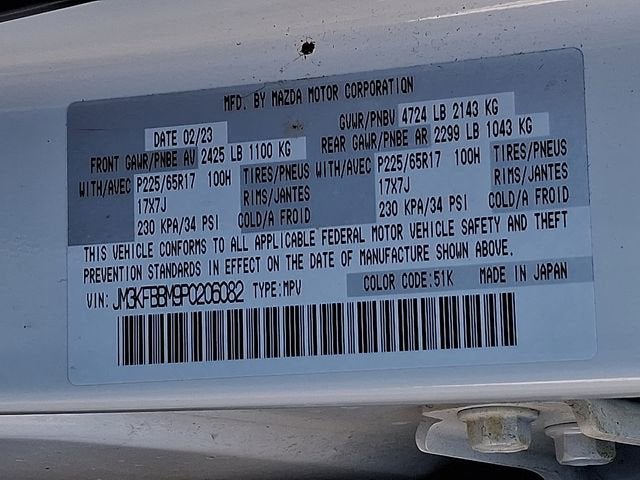 MFD. BY MAZDA MOTOR CORPORATION
DATE 02/23
GVWR/PNBV 4724 LB 2143 KG
FRONT GAWR/PNBE AV 2425 LB 1100 KG
REAR GAWR/PNBE AR 2299 LB 1043 KG
WITH/AVEC P225/65R17 100H TIRES/PNEUS
17X7J RIMS/JANTES
230 KPA/34 PSI COLD/A FROID
WITH/AVEC P225/65R17 100H TIRES/PNEUS
17X7J RIMS/JANTES
230 KPA/34 PSI COLD/A FROID
THIS VEHICLE CONFORMS TO ALL APPLICABLE FEDERAL MOTOR VEHICLE SAFETY AND THEFT
PREVENTION STANDARDS IN EFFECT ON THE DATE OF MANUFACTURE SHOWN ABOVE.
VIN: JM3KFBBM9P0206082 TYPE:MPV COLOR CODE:51K MADE IN JAPAN